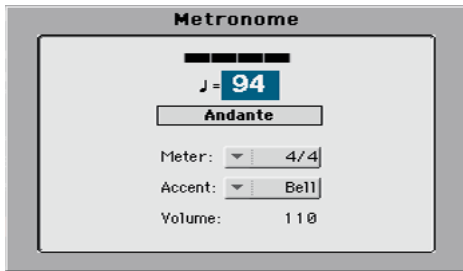 Metronome
♩=94
Andante
Meter: 4/4
Accent: Bell
Volume: 110